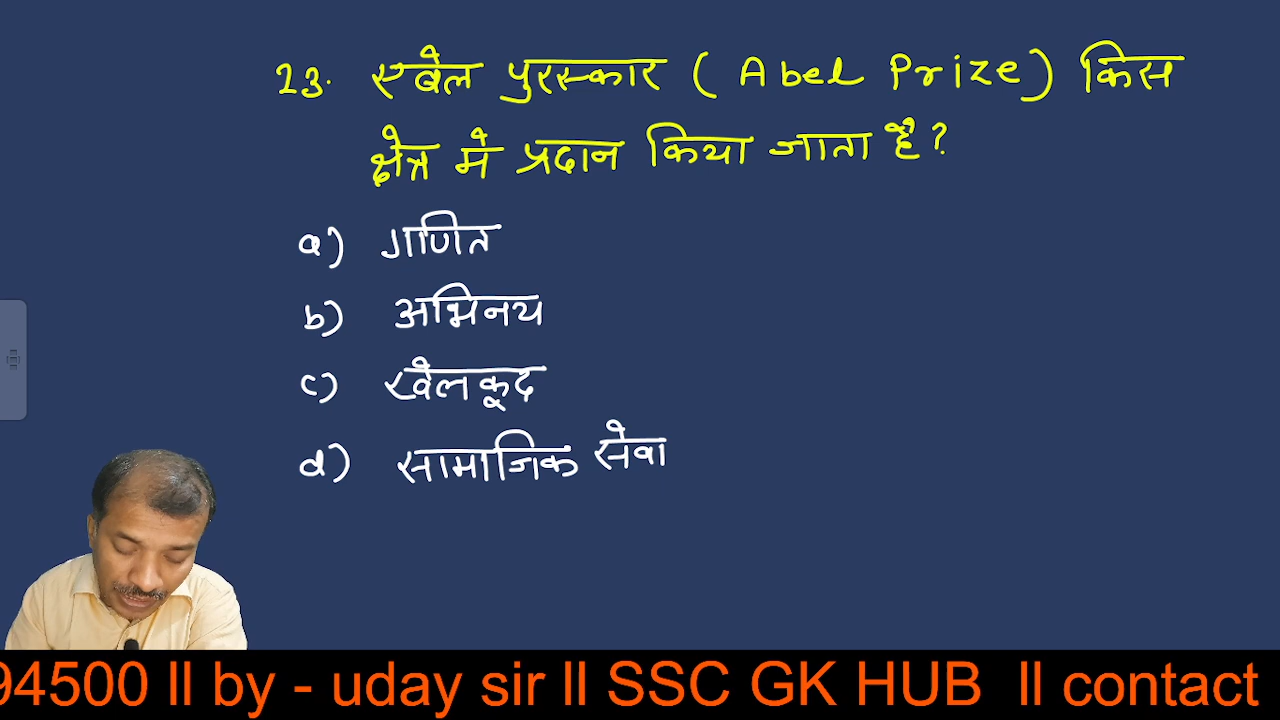 23. एबेल पुरस्कार ( Abel Prize) किस
क्षेत्र मे प्रदान किया जाता है?
a) गणित
b) अभिनय
c) खेलकूद
d) सामाजिक सेवा
94500 ll by - uday sir ll SSC GK HUB ll contact